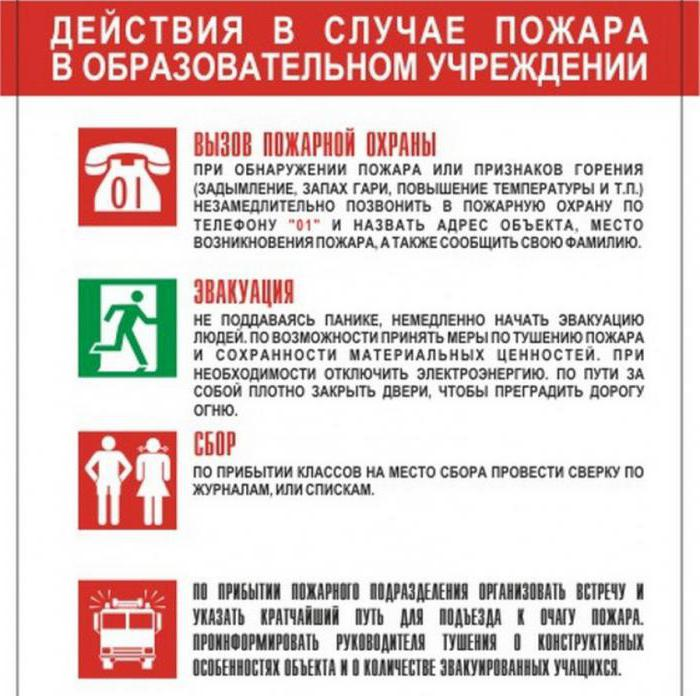 ДЕЙСТВИЯ В СЛУЧАЕ ПОЖАРА
В ОБРАЗОВАТЕЛЬНОМ УЧРЕЖДЕНИИ
ВЫЗОВ ПОЖАРНОЙ ОХРАНЫ
ПРИ ОБНАРУЖЕНИИ ПОЖАРА ИЛИ ПРИЗНАКОВ ГОРЕНИЯ
(ЗАДЫМЛЕНИЕ, ЗАПАХ ГАРИ, ПОВЫШЕНИЕ ТЕМПЕРАТУРЫ И Т.П.)
НЕЗАМЕДЛИТЕЛЬНО ПОЗВОНИТЬ В ПОЖАРНУЮ ОХРАНУ ПО
ТЕЛЕФОНУ "01" И НАЗВАТЬ АДРЕС ОБЪЕКТА, МЕСТО
ВОЗНИКНОВЕНИЯ ПОЖАРА, А ТАКЖЕ СООБЩИТЬ СВОЮ ФАМИЛИЮ.
01
ЭВАКУАЦИЯ
НЕ ПОДДАВАЯСЬ ПАНИКЕ, НЕМЕДЛЕННО НАЧАТЬ ЭВАКУАЦИЮ
ЛЮДЕЙ. ПО ВОЗМОЖНОСТИ ПРИНЯТЬ МЕРЫ ПО ТУШЕНИЮ ПОЖАРА
И СОХРАННОСТИ МАТЕРИАЛЬНЫХ ЦЕННОСТЕЙ. ПРИ
НЕОБХОДИМОСТИ ОТКЛЮЧИТЬ ЭЛЕКТРОЭНЕРГИЮ. ПО ПУТИ ЗА
СОБОЙ ПЛОТНО ЗАКРЫТЬ ДВЕРИ, ЧТОБЫ ПРЕГРАДИТЬ ДОРОГУ
ОГНЮ.
СБОР
ПО ПРИБЫТИИ КЛАССОВ НА МЕСТО СБОРА ПРОВЕСТИ СВЕРКУ ПО
ЖУРНАЛАМ, ИЛИ СПИСКАМ.
ПО ПРИБЫТИИ ПОЖАРНОГО ПОДРАЗДЕЛЕНИЯ ОРГАНИЗОВАТЬ ВСТРЕЧУ И
УКАЗАТЬ КРАТЧАЙШИЙ ПУТЬ ДЛЯ ПОДЪЕЗДА К ОЧАГУ ПОЖАРА.
ПРОИНФОРМИРОВАТЬ РУКОВОДИТЕЛЯ ТУШЕНИЯ О КОНСТРУКТИВНЫХ
ОСОБЕННОСТЯХ ОБЪЕКТА И О КОЛИЧЕСТВЕ ЭВАКУИРОВАННЫХ УЧАЩИХСЯ.